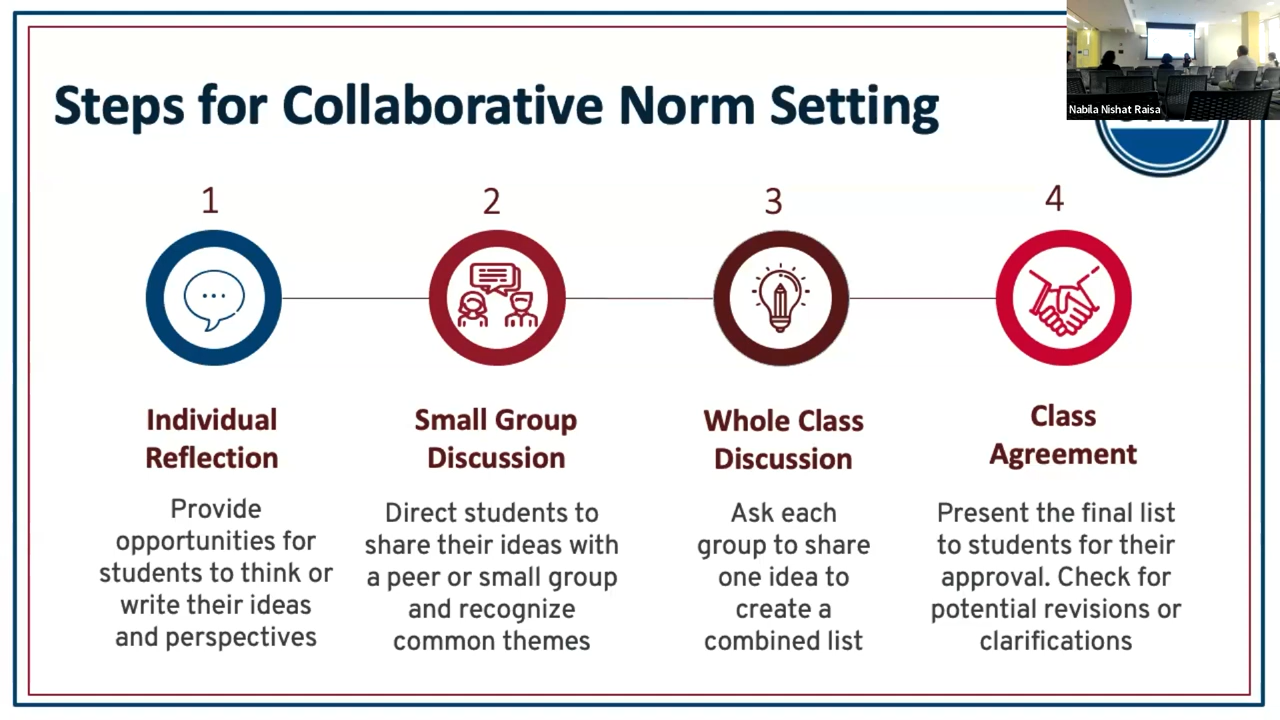 Steps for Collaborative Norm Setting
Nabila Nishat Raisa
1
2
3
4
Individual
Reflection
Provide
opportunities for
students to think or
write their ideas
and perspectives
Small Group
Discussion
Direct students to
share their ideas with
a peer or small group
and recognize
common themes
Whole Class
Discussion
Ask each
group to share
one idea to
create a
combined list
Class
Agreement
Present the final list
to students for their
approval. Check for
potential revisions or
clarifications